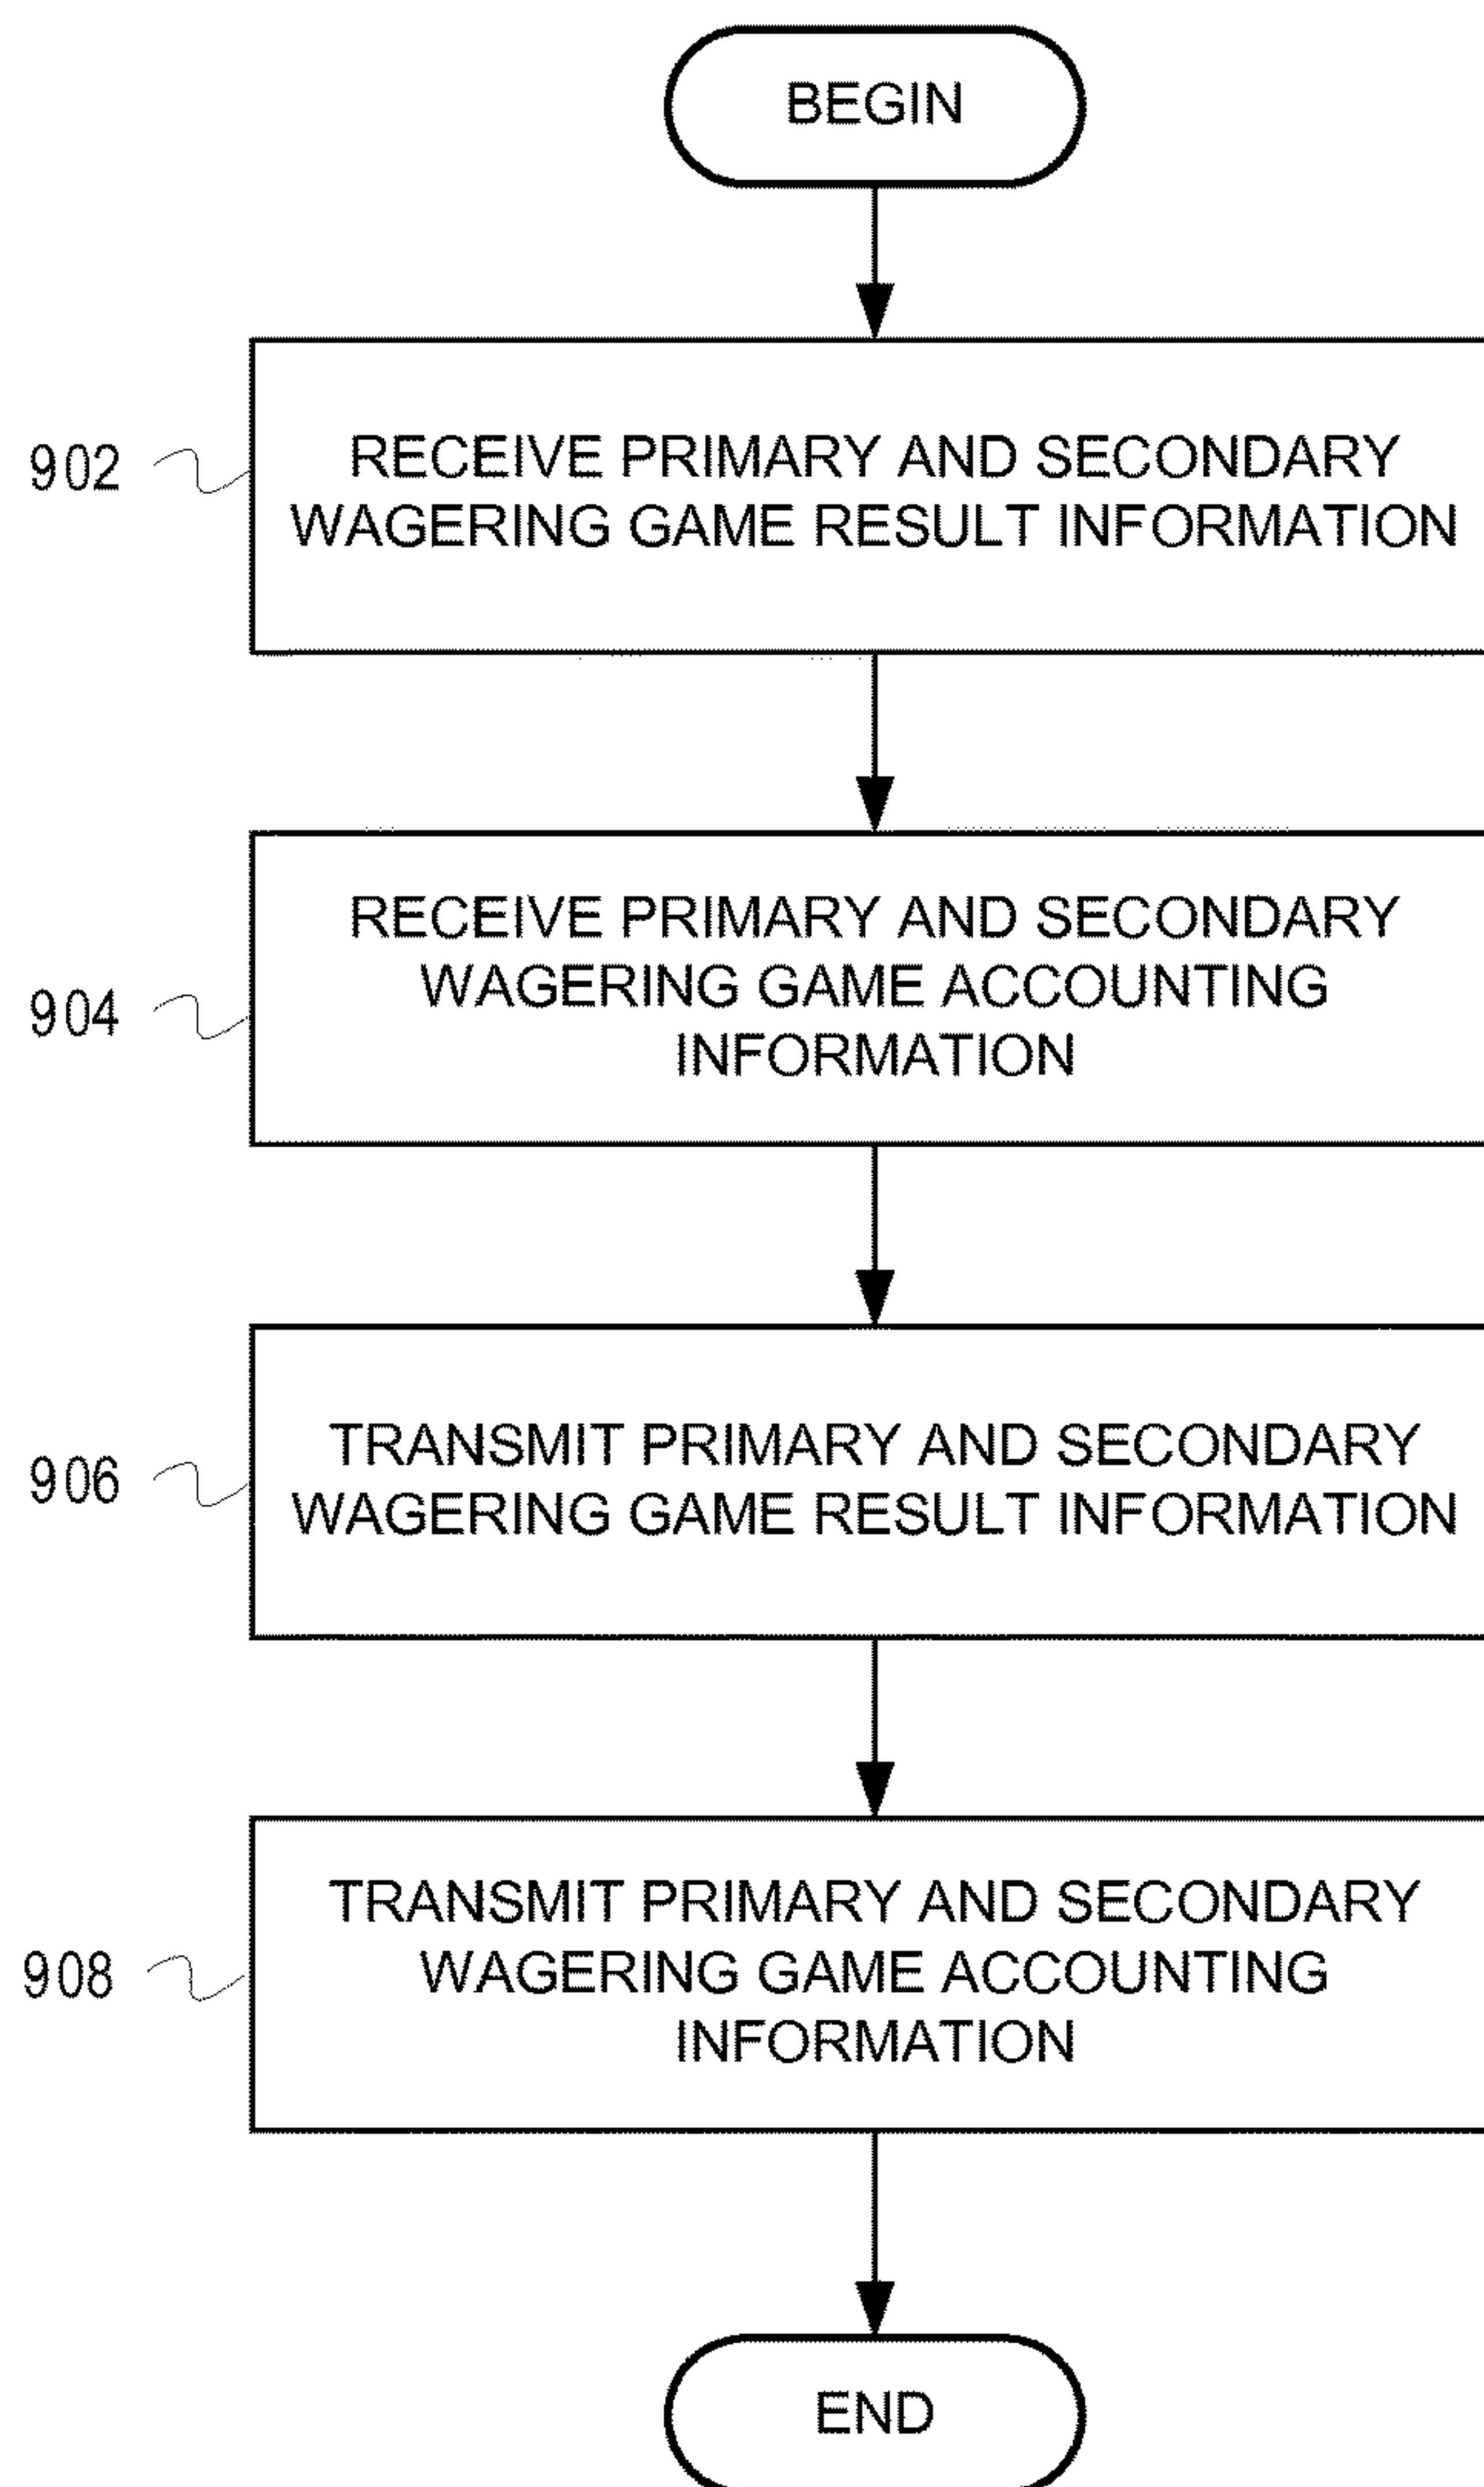 BEGIN
902
RECEIVE PRIMARY AND SECONDARY
WAGERING GAME RESULT INFORMATION
904
RECEIVE PRIMARY AND SECONDARY
WAGERING GAME ACCOUNTING
INFORMATION
906
TRANSMIT PRIMARY AND SECONDARY
WAGERING GAME RESULT INFORMATION
908
TRANSMIT PRIMARY AND SECONDARY
WAGERING GAME ACCOUNTING
INFORMATION
END